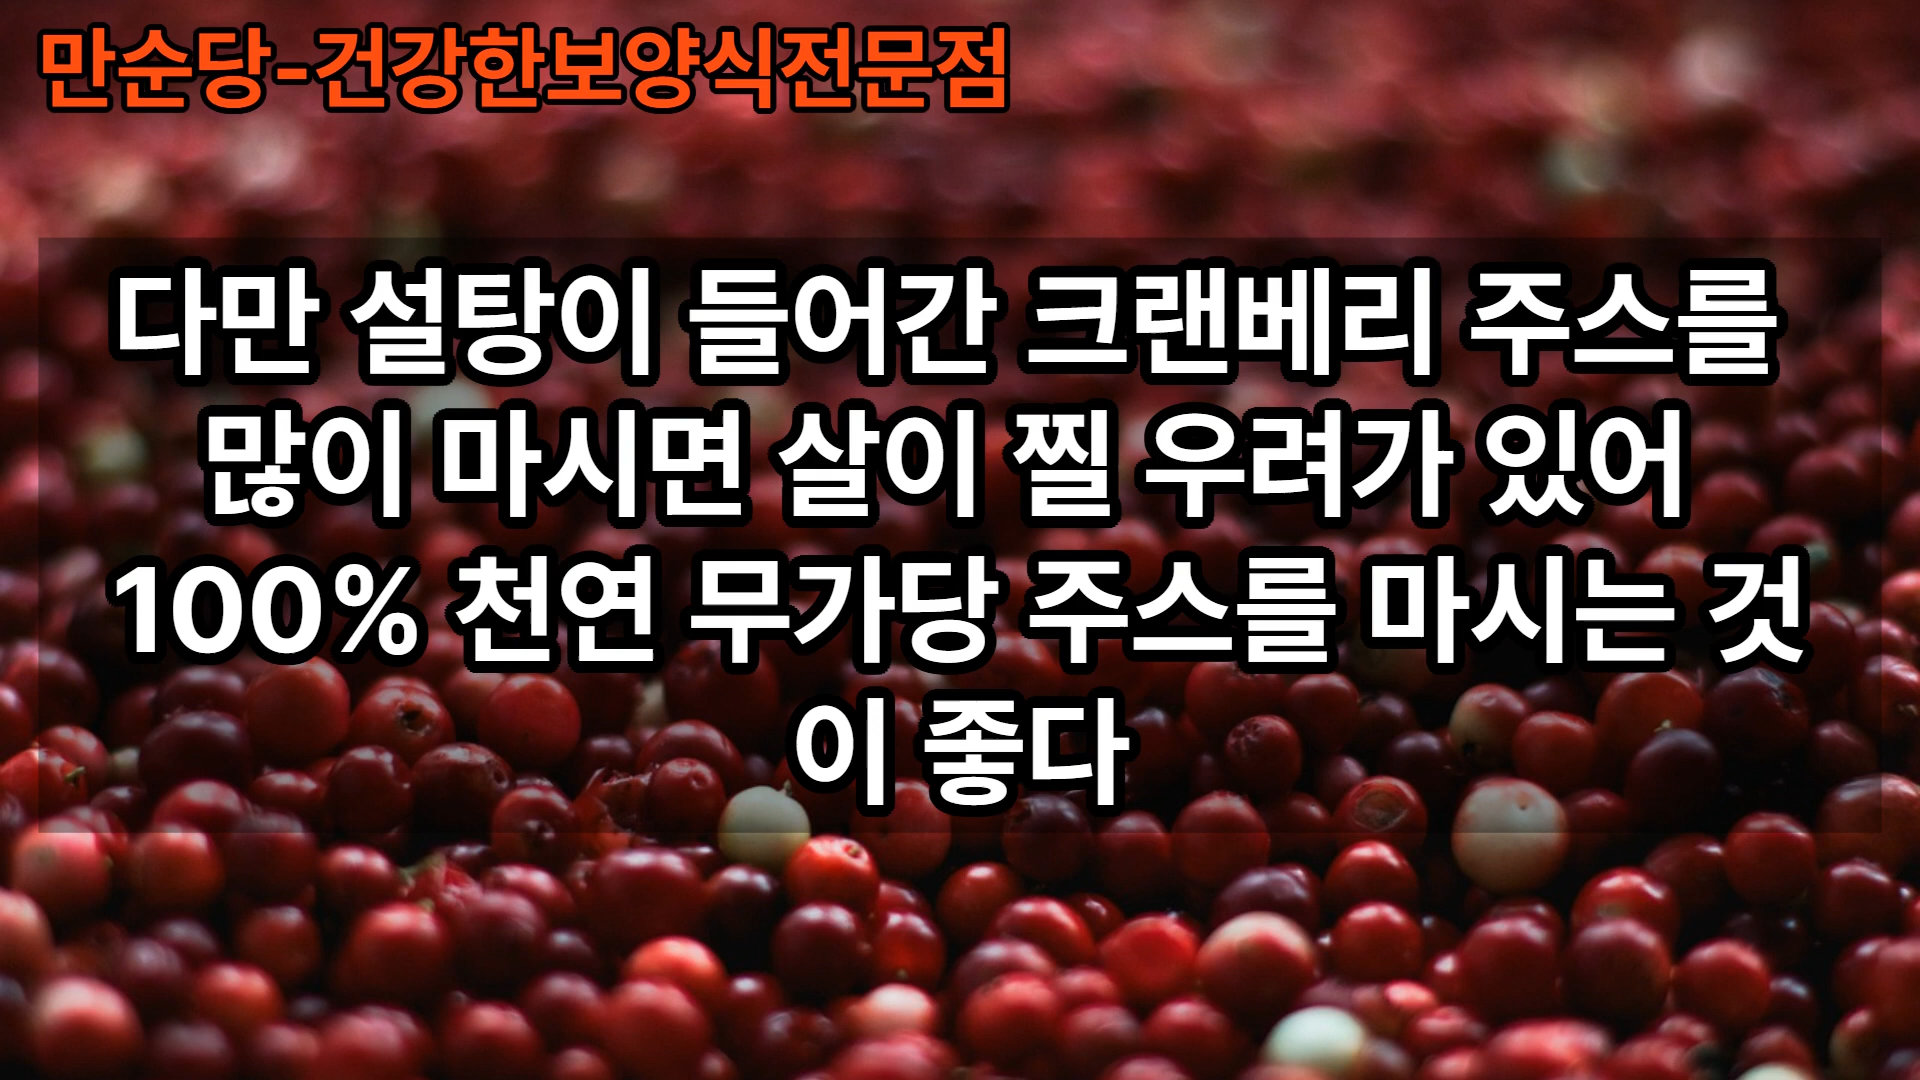 만순당-건강한보양식전문점
다만 설탕이 들어간 크랜베리 주스를
많이 마시면 살이 찔 우려가 있어
100% 천연 무가당 주스를 마시는 것
이 좋다